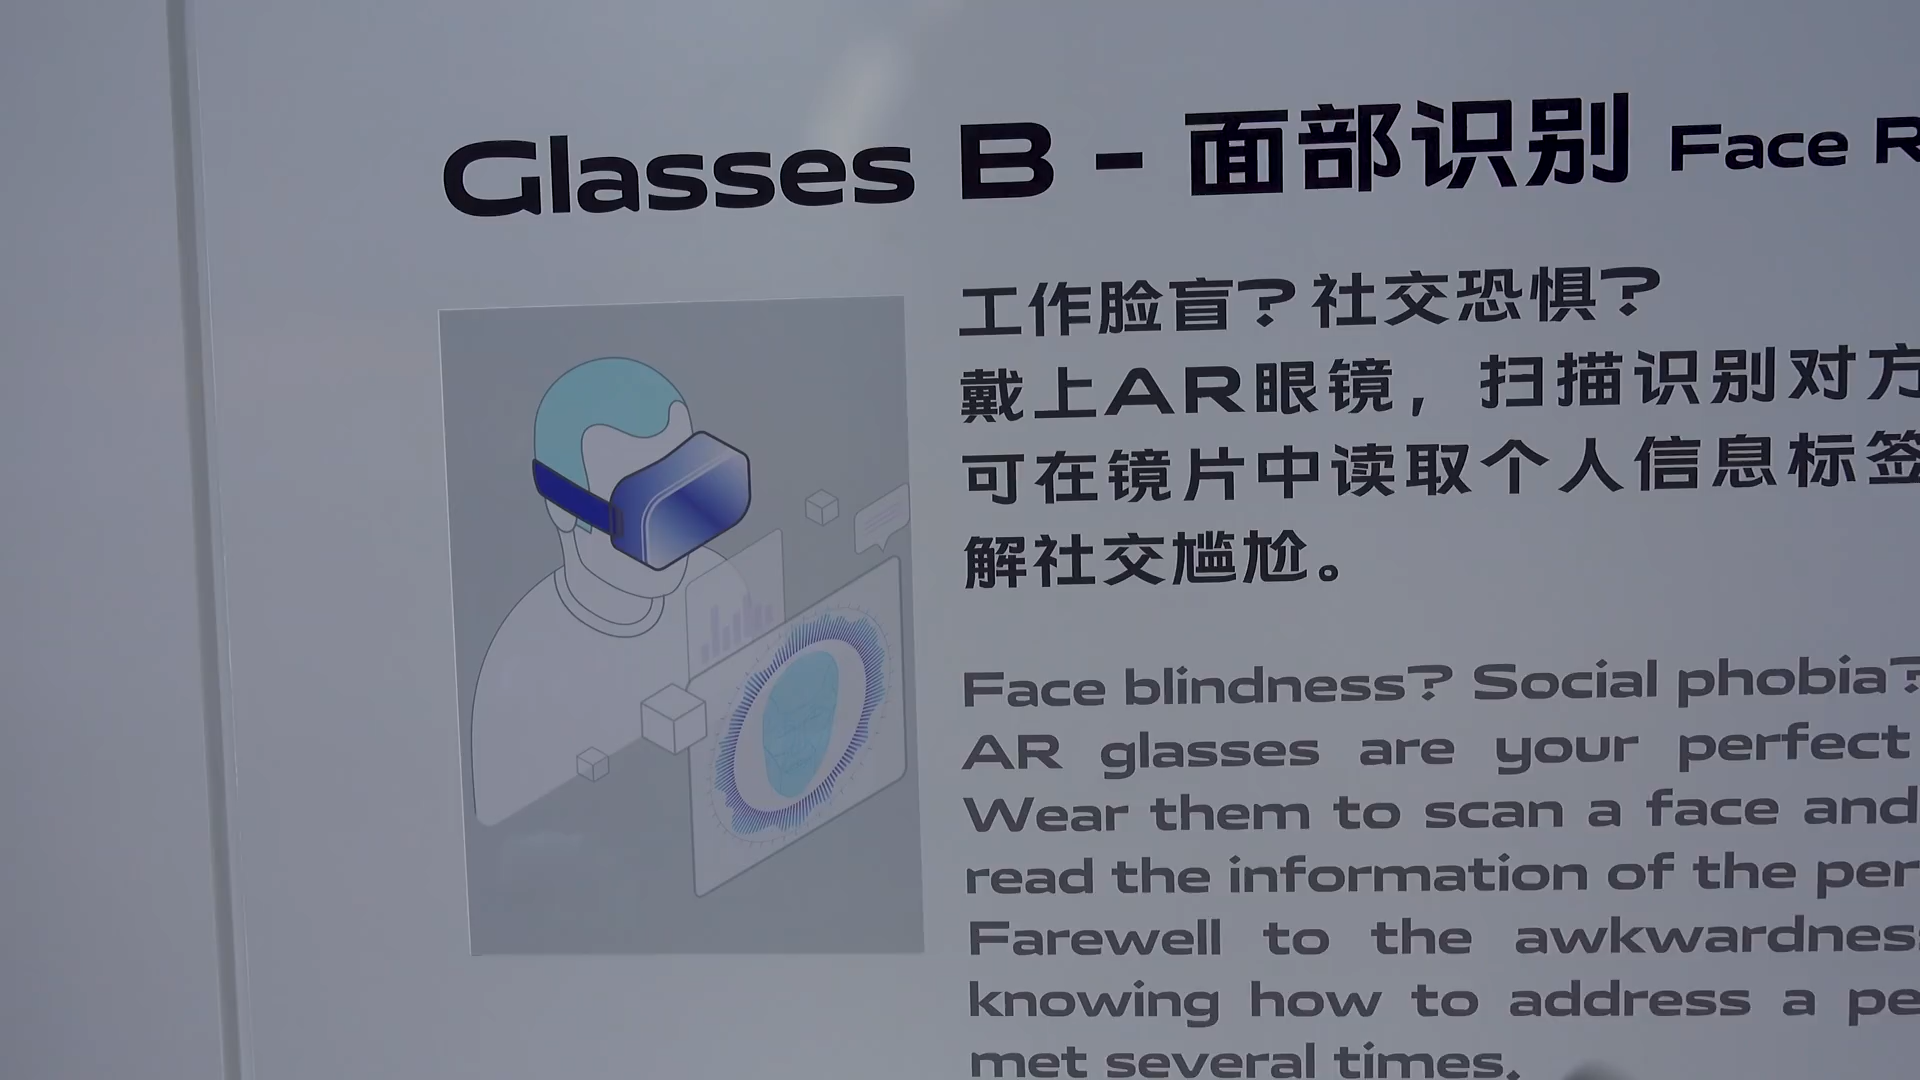 Glasses B - 面部识别 Face R
工作脸盲？社交恐惧？
戴上AR眼镜，扫描识别对方
可在镜片中读取个人信息标签
解社交尴尬。
Face blindness? Social phobia?
AR glasses are your perfect
Wear them to scan a face and
read the information of the per
Farewell to the awkwardness
knowing how to address a pe
met several times.